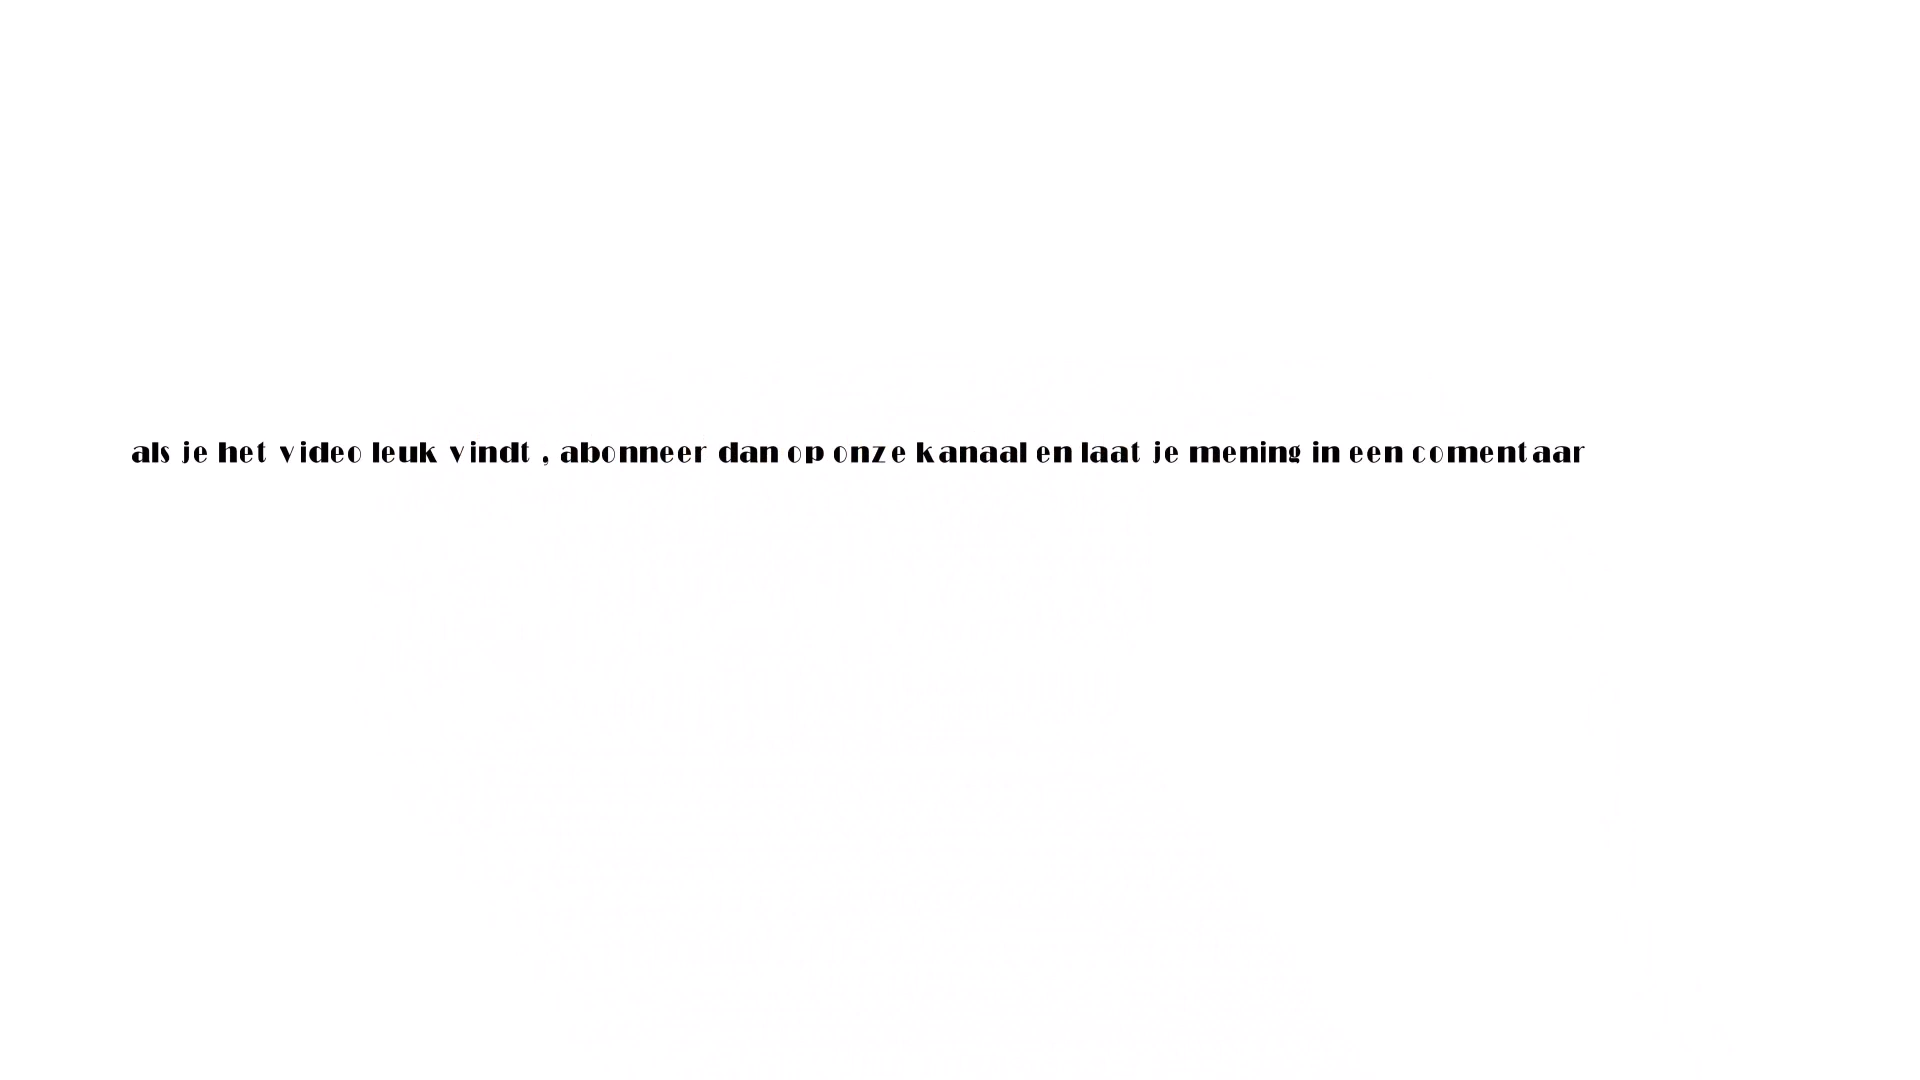 als je het video leuk vindt , abonneer dan op onze kanaal en laat je mening in een comentaar